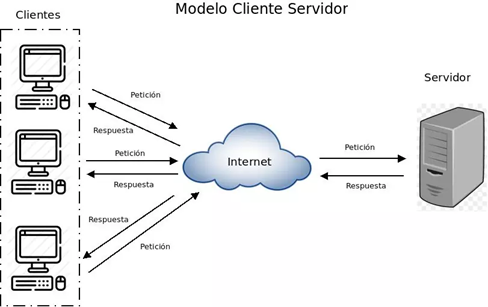 Modelo Cliente Servidor
Clientes
Servidor
Petición
Respuesta
Petición
Respuesta
Respuesta
Petición
Internet
Petición
Respuesta